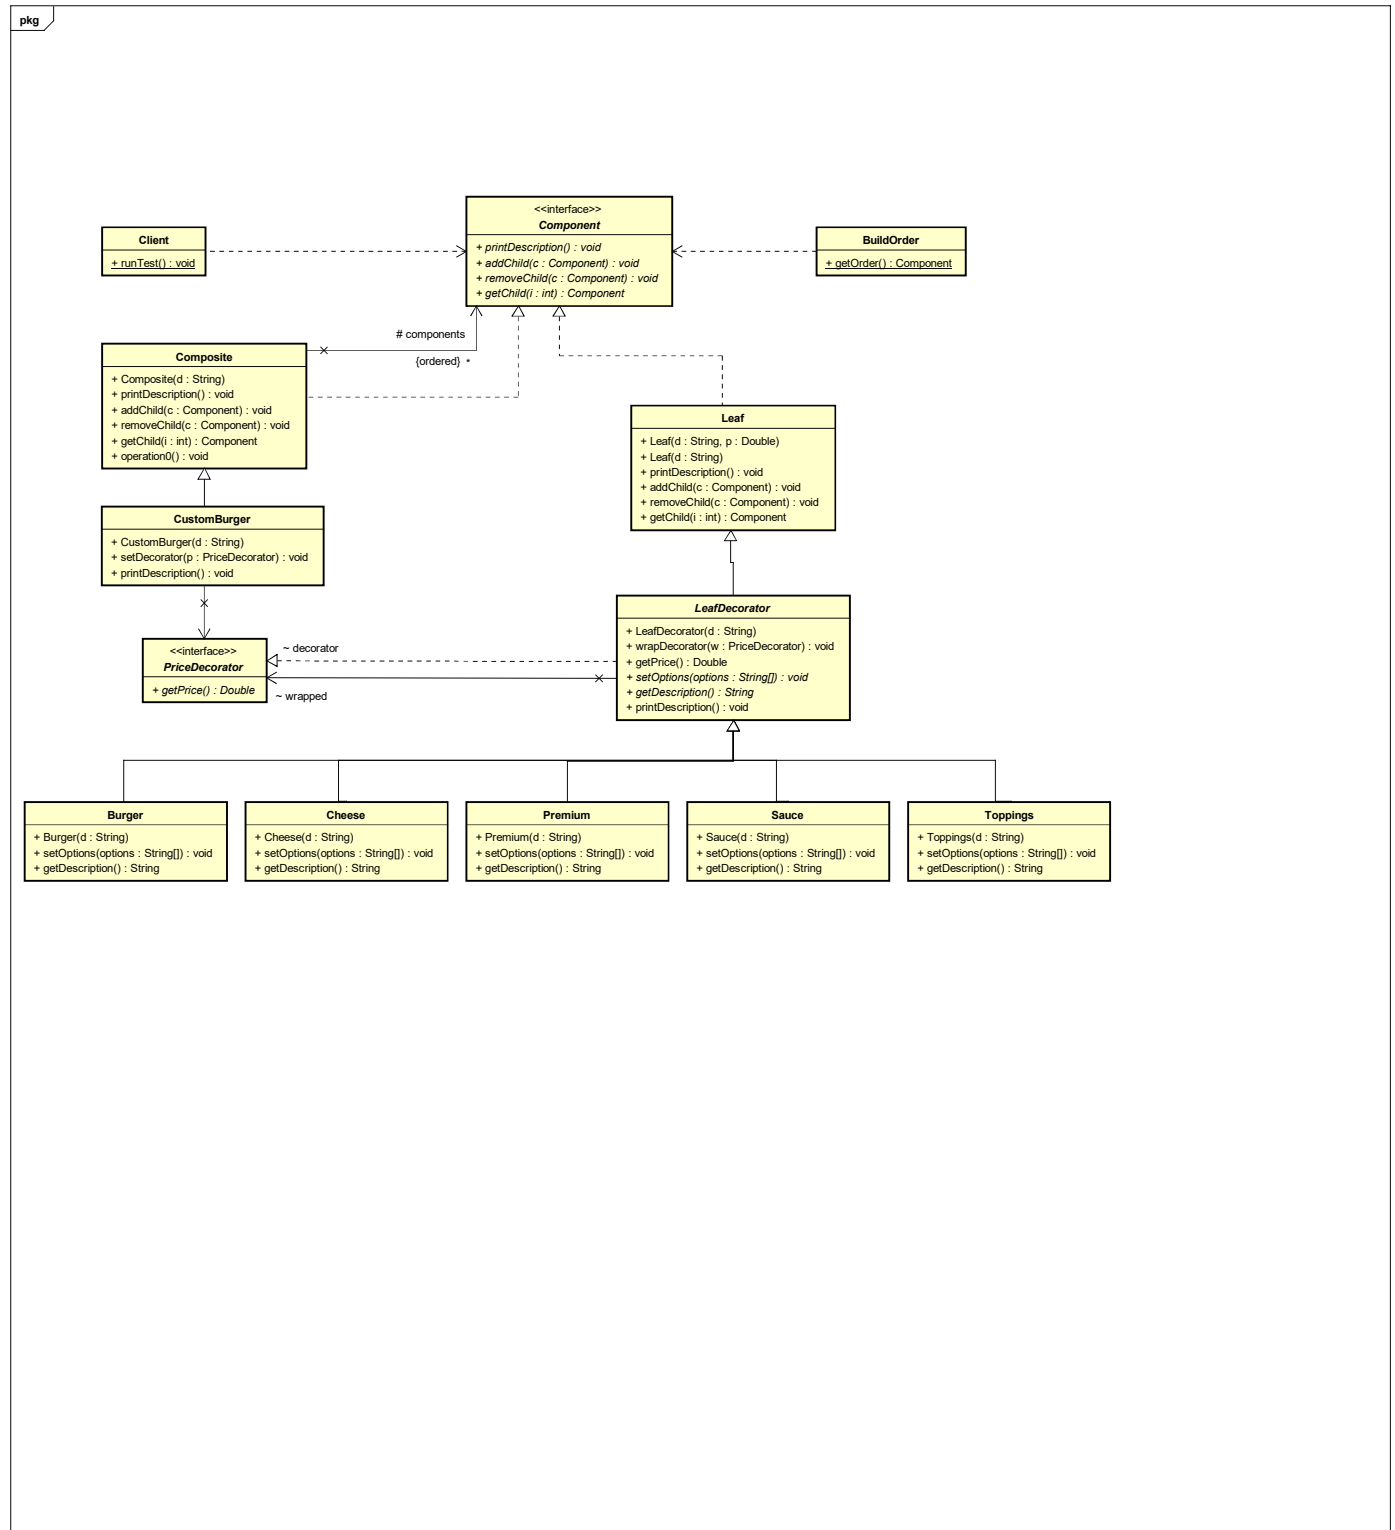 pkg
<<interface>>
Component
+ printDescription() : void
+ addChild(c : Component) : void
+ removeChild(c : Component) : void
+ getChild(i : int) : Component
Client
+ runTest() : void
BuildOrder
+ getOrder() : Component
# components
{ordered} *
Composite
+ Composite(d : String)
+ printDescription() : void
+ addChild(c : Component) : void
+ removeChild(c : Component) : void
+ getChild(i : int) : Component
+ operation0() : void
Leaf
+ Leaf(d : String, p : Double)
+ Leaf(d : String)
+ printDescription() : void
+ addChild(c : Component) : void
+ removeChild(c : Component) : void
+ getChild(i : int) : Component
CustomBurger
+ CustomBurger(d : String)
+ setDecorator(p : PriceDecorator) : void
+ printDescription() : void
<<interface>>
PriceDecorator
+ getPrice() : Double
~ decorator
~ wrapped
LeafDecorator
+ LeafDecorator(d : String)
+ wrapDecorator(w : PriceDecorator) : void
+ getPrice() : Double
+ setOptions(options : String[]) : void
+ getDescription() : String
+ printDescription() : void
Burger
+ Burger(d : String)
+ setOptions(options : String[]) : void
+ getDescription() : String
Cheese
+ Cheese(d : String)
+ setOptions(options : String[]) : void
+ getDescription() : String
Premium
+ Premium(d : String)
+ setOptions(options : String[]) : void
+ getDescription() : String
Sauce
+ Sauce(d : String)
+ setOptions(options : String[]) : void
+ getDescription() : String
Toppings
+ Toppings(d : String)
+ setOptions(options : String[]) : void
+ getDescription() : String